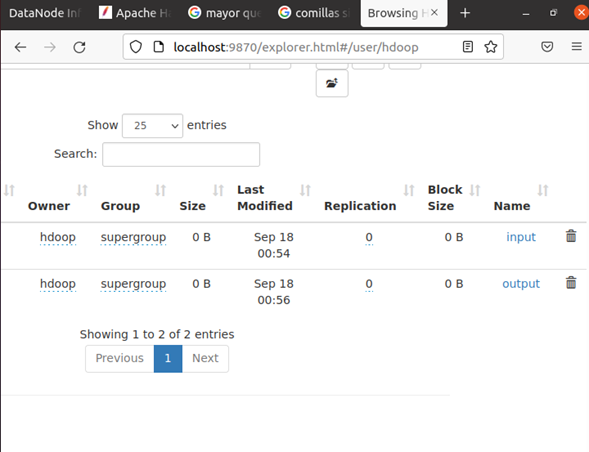 DataNode Inf
Apache Ha
mayor que
comillas s
Browsing H
localhost:9870/explorer.html#/user/hdoop
Show 25 entries
Search:
Owner Group Size Last Modified Replication Block Size Name
hdoop supergroup 0 B Sep 18 00:54 0 0 B input
hdoop supergroup 0 B Sep 18 00:56 0 0 B output
Showing 1 to 2 of 2 entries
Previous 1 Next